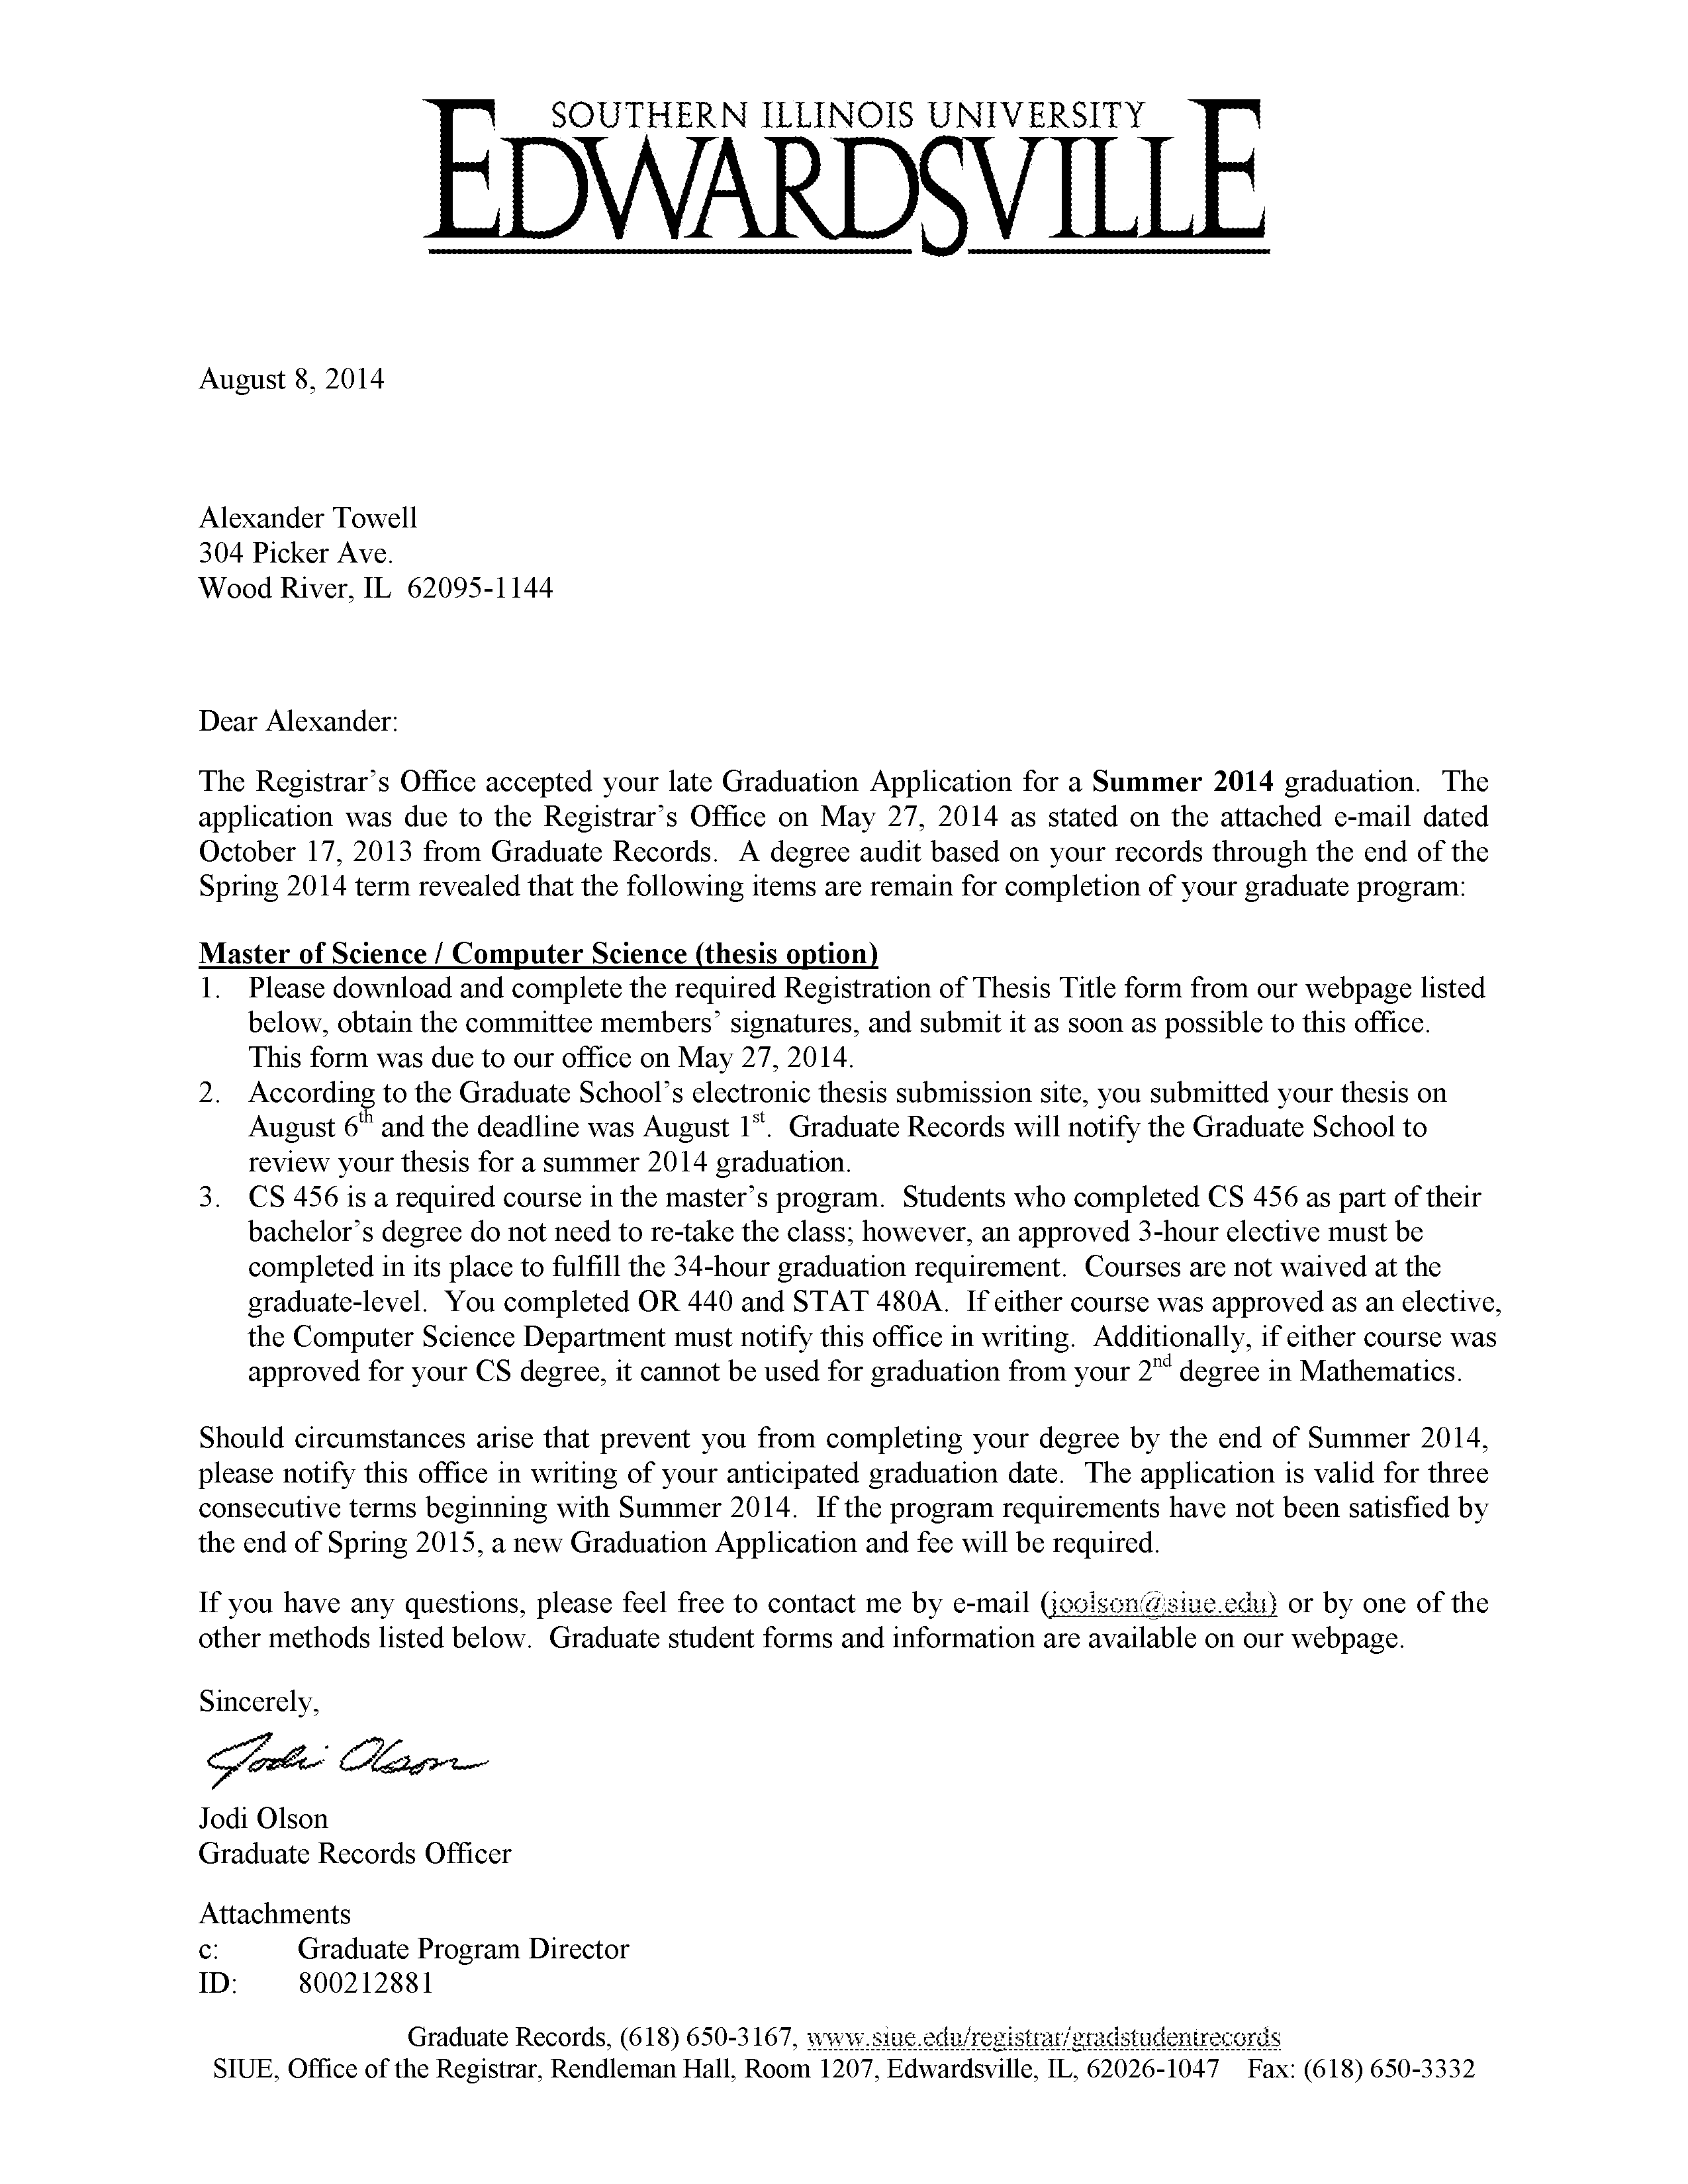 SOUTHERN ILLINOIS UNIVERSITY
EDWARDSVILLE
August 8, 2014
Alexander Towell
304 Picker Ave.
Wood River, IL  62095-1144
Dear Alexander:
The Registrar’s Office accepted your late Graduation Application for a Summer 2014 graduation.  The
application was due to the Registrar’s Office on May 27, 2014 as stated on the attached e-mail dated
October 17, 2013 from Graduate Records.  A degree audit based on your records through the end of the
Spring 2014 term revealed that the following items are remain for completion of your graduate program:
Master of Science / Computer Science (thesis option)
1. Please download and complete the required Registration of Thesis Title form from our webpage listed
below, obtain the committee members’ signatures, and submit it as soon as possible to this office.
This form was due to our office on May 27, 2014.
2. According to the Graduate School’s electronic thesis submission site, you submitted your thesis on
August 6th and the deadline was August 1st.  Graduate Records will notify the Graduate School to
review your thesis for a summer 2014 graduation.
3. CS 456 is a required course in the master’s program.  Students who completed CS 456 as part of their
bachelor’s degree do not need to re-take the class; however, an approved 3-hour elective must be
completed in its place to fulfill the 34-hour graduation requirement.  Courses are not waived at the
graduate-level.  You completed OR 440 and STAT 480A.  If either course was approved as an elective,
the Computer Science Department must notify this office in writing.  Additionally, if either course was
approved for your CS degree, it cannot be used for graduation from your 2nd degree in Mathematics.
Should circumstances arise that prevent you from completing your degree by the end of Summer 2014,
please notify this office in writing of your anticipated graduation date.  The application is valid for three
consecutive terms beginning with Summer 2014.  If the program requirements have not been satisfied by
the end of Spring 2015, a new Graduation Application and fee will be required.
If you have any questions, please feel free to contact me by e-mail (joolson@siue.edu) or by one of the
other methods listed below.  Graduate student forms and information are available on our webpage.
Sincerely,
Jodi Olson
Jodi Olson
Graduate Records Officer
Attachments
c: Graduate Program Director
ID: 800212881
Graduate Records, (618) 650-3167, www.siue.edu/registrar/gradstudentrecords
SIUE, Office of the Registrar, Rendleman Hall, Room 1207, Edwardsville, IL, 62026-1047 Fax: (618) 650-3332